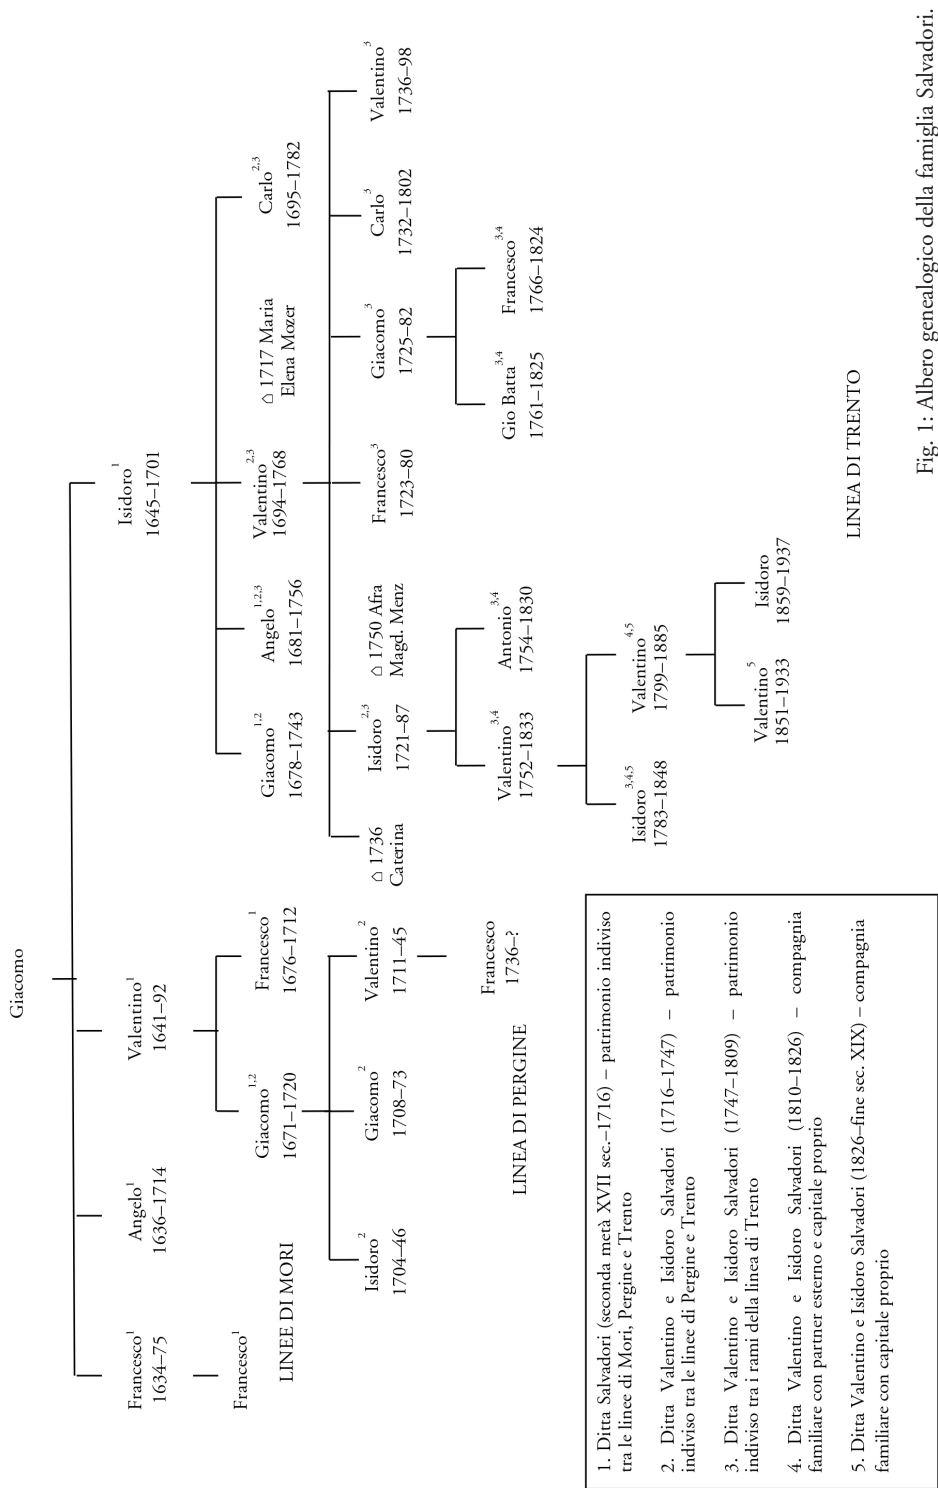 Giacomo
Francesco¹
1634–75
Angelo¹
1636–1714
Valentino¹
1641–92
Isidoro¹
1645–1701
Francesco¹
Giacomo¹,²
1671–1720
Francesco¹
1676–1712
Giacomo¹,²
1678–1743
Angelo¹,²,³
1681–1756
Valentino²,³
1694–1768
⌂ 1717 Maria
Elena Mozer
Carlo²,³
1695–1782
LINEE DI MORI
Isidoro²
1704–46
Giacomo²
1708–73
Valentino²
1711–45
⌂ 1736
Caterina
Isidoro²,³
1721–87
⌂ 1750 Afra
Magd. Menz
Francesco³
1723–80
Giacomo³
1725–82
Carlo³
1732–1802
Valentino³
1736–98
Francesco
1736–?
Valentino³,⁴
1752–1833
Antonio³,⁴
1754–1830
Gio Batta³,⁴
1761–1825
Francesco³,⁴
1766–1824
LINEA DI PERGINE
Isidoro³,⁴,⁵
1783–1848
Valentino⁴,⁵
1799–1885
Valentino⁵
1851–1933
Isidoro
1859–1937
LINEA DI TRENTO
1. Ditta Salvadori (seconda metà XVII sec.–1716) – patrimonio indiviso
tra le linee di Mori, Pergine e Trento
2. Ditta Valentino e Isidoro Salvadori (1716–1747) – patrimonio
indiviso tra le linee di Pergine e Trento
3. Ditta Valentino e Isidoro Salvadori (1747–1809) – patrimonio
indiviso tra i rami della linea di Trento
4. Ditta Valentino e Isidoro Salvadori (1810–1826) – compagnia
familiare con partner esterno e capitale proprio
5. Ditta Valentino e Isidoro Salvadori (1826–fine sec. XIX) – compagnia
familiare con capitale proprio
Fig. 1: Albero genealogico della famiglia Salvadori.